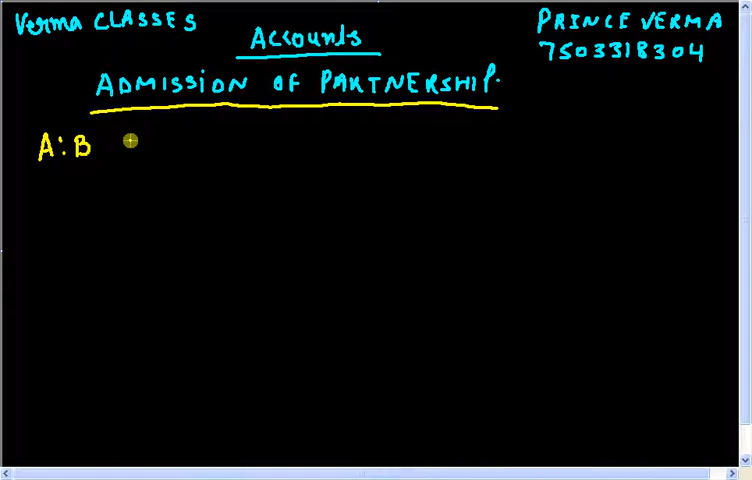 Verma CLASSES
PRINCE VERMA
Accounts
7503318304
ADMISSION OF PARTNERSHIP.
A:B